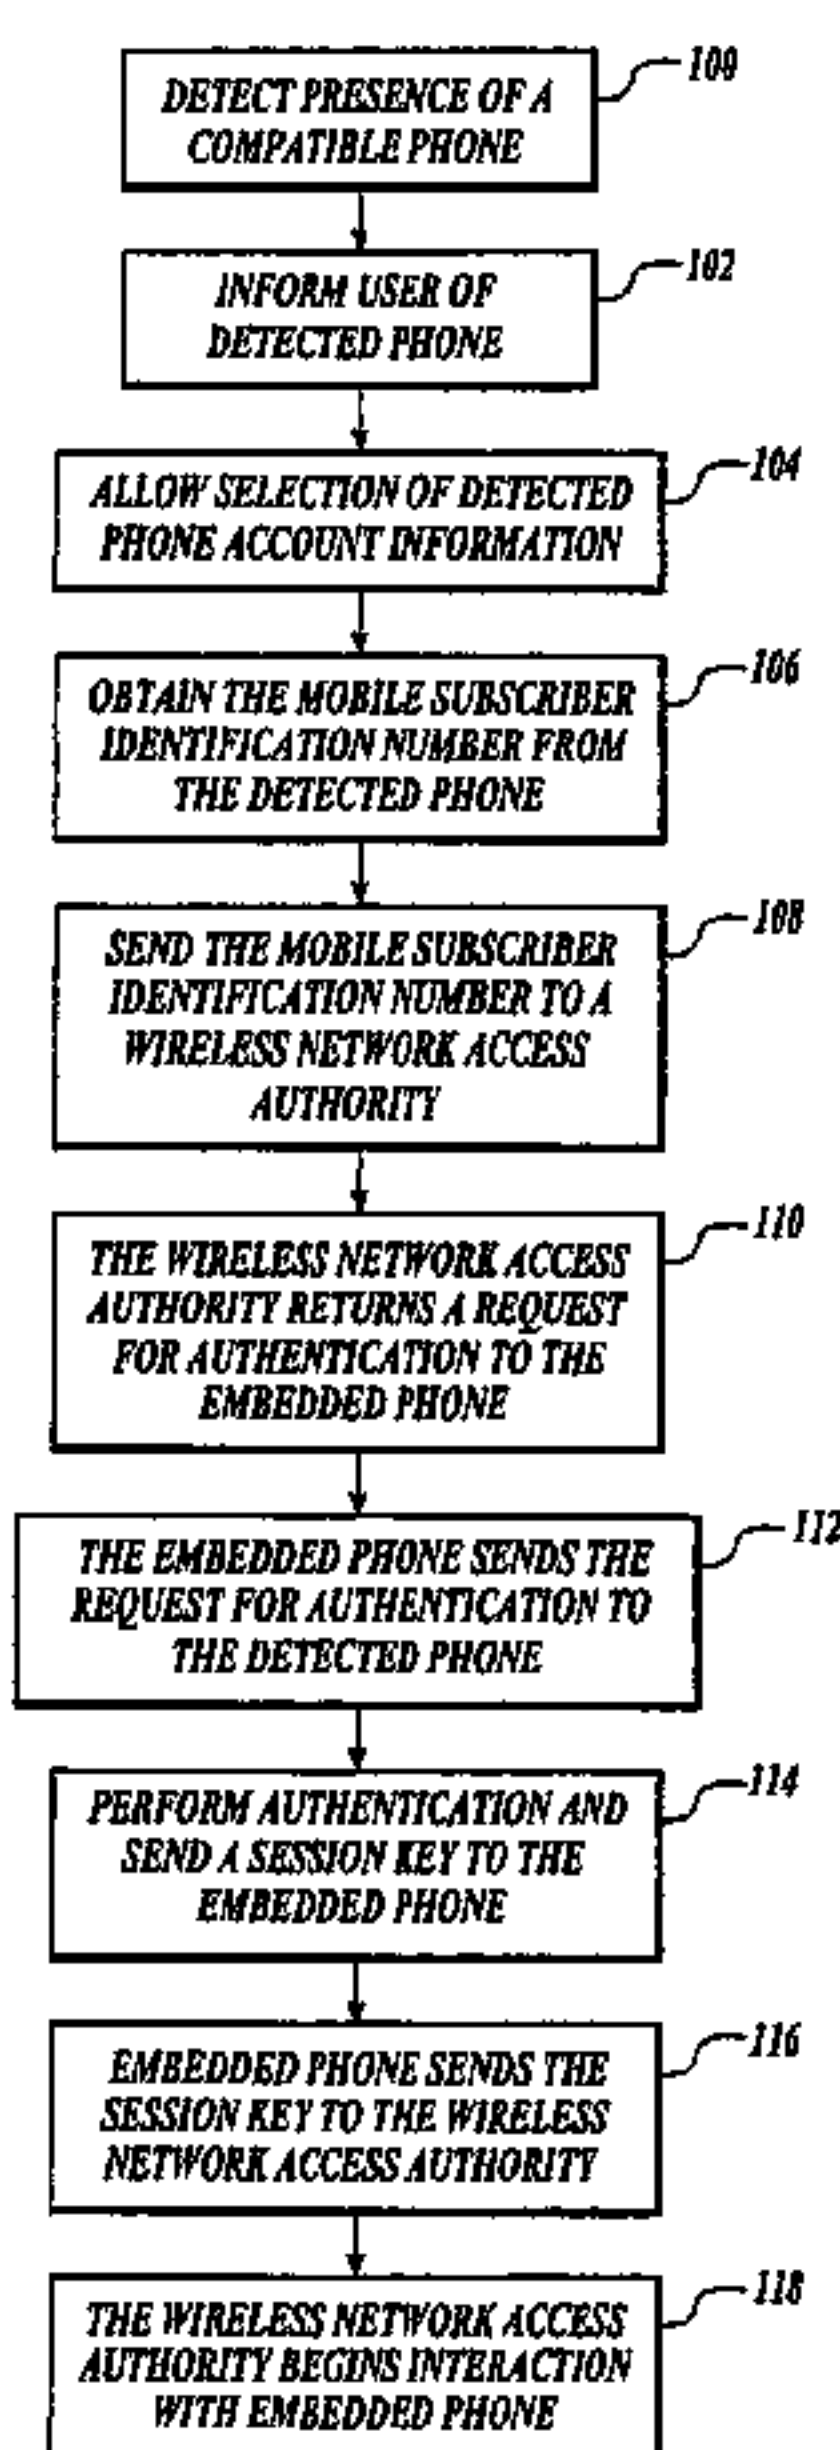 100
DETECT PRESENCE OF A
COMPATIBLE PHONE
102
INFORM USER OF
DETECTED PHONE
104
ALLOW SELECTION OF DETECTED
PHONE ACCOUNT INFORMATION
106
OBTAIN THE MOBILE SUBSCRIBER
IDENTIFICATION NUMBER FROM
THE DETECTED PHONE
108
SEND THE MOBILE SUBSCRIBER
IDENTIFICATION NUMBER TO A
WIRELESS NETWORK ACCESS
AUTHORITY
110
THE WIRELESS NETWORK ACCESS
AUTHORITY RETURNS A REQUEST
FOR AUTHENTICATION TO THE
EMBEDDED PHONE
112
THE EMBEDDED PHONE SENDS THE
REQUEST FOR AUTHENTICATION TO
THE DETECTED PHONE
114
PERFORM AUTHENTICATION AND
SEND A SESSION KEY TO THE
EMBEDDED PHONE
116
EMBEDDED PHONE SENDS THE
SESSION KEY TO THE WIRELESS
NETWORK ACCESS AUTHORITY
118
THE WIRELESS NETWORK ACCESS
AUTHORITY BEGINS INTERACTION
WITH EMBEDDED PHONE